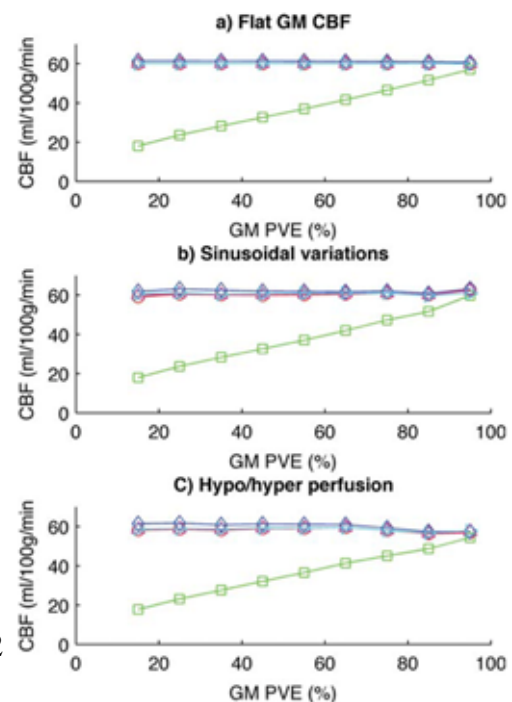 a) Flat GM CBF
CBF (ml/100g/min
60
40
20
0
0 20 40 60 80 100
GM PVE (%)
b) Sinusoidal variations
CBF (ml/100g/min
60
40
20
0
0 20 40 60 80 100
GM PVE (%)
C) Hypo/hyper perfusion
CBF (ml/100g/min
60
40
20
0
0 20 40 60 80 100
GM PVE (%)